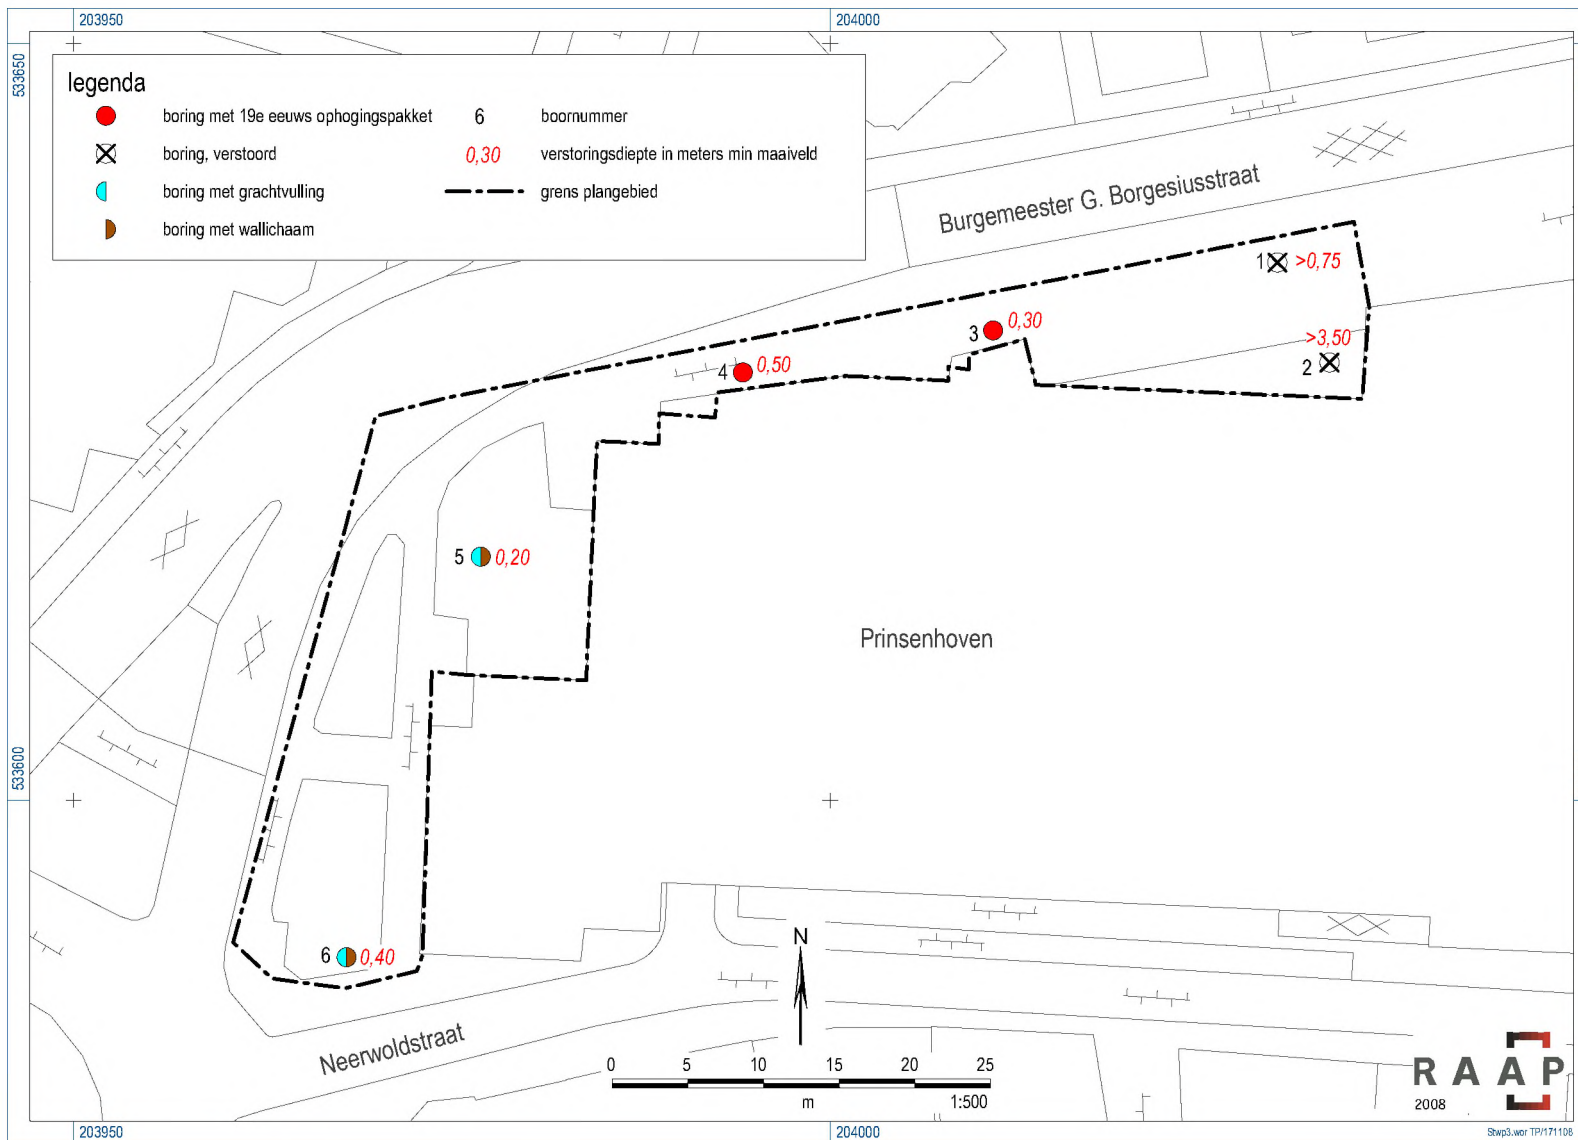 203950
204000
533650
legenda
boring met 19e eeuws ophogingspakket
6 boornummer
boring, verstoord
0,30 verstoringsdiepte in meters min maaiveld
boring met grachtvulling
grens plangebied
boring met wallichaam
Burgemeester G. Borgesiusstraat
1 >0,75
3 0,30
>3,50
2
4 0,50
5 0,20
Prinsenhoven
533600
6 0,40
N
Neerwoldstraat
0 5 10 15 20 25
m 1:500
RAAP
2008
203950
204000
Stwp3.wor TP/171108